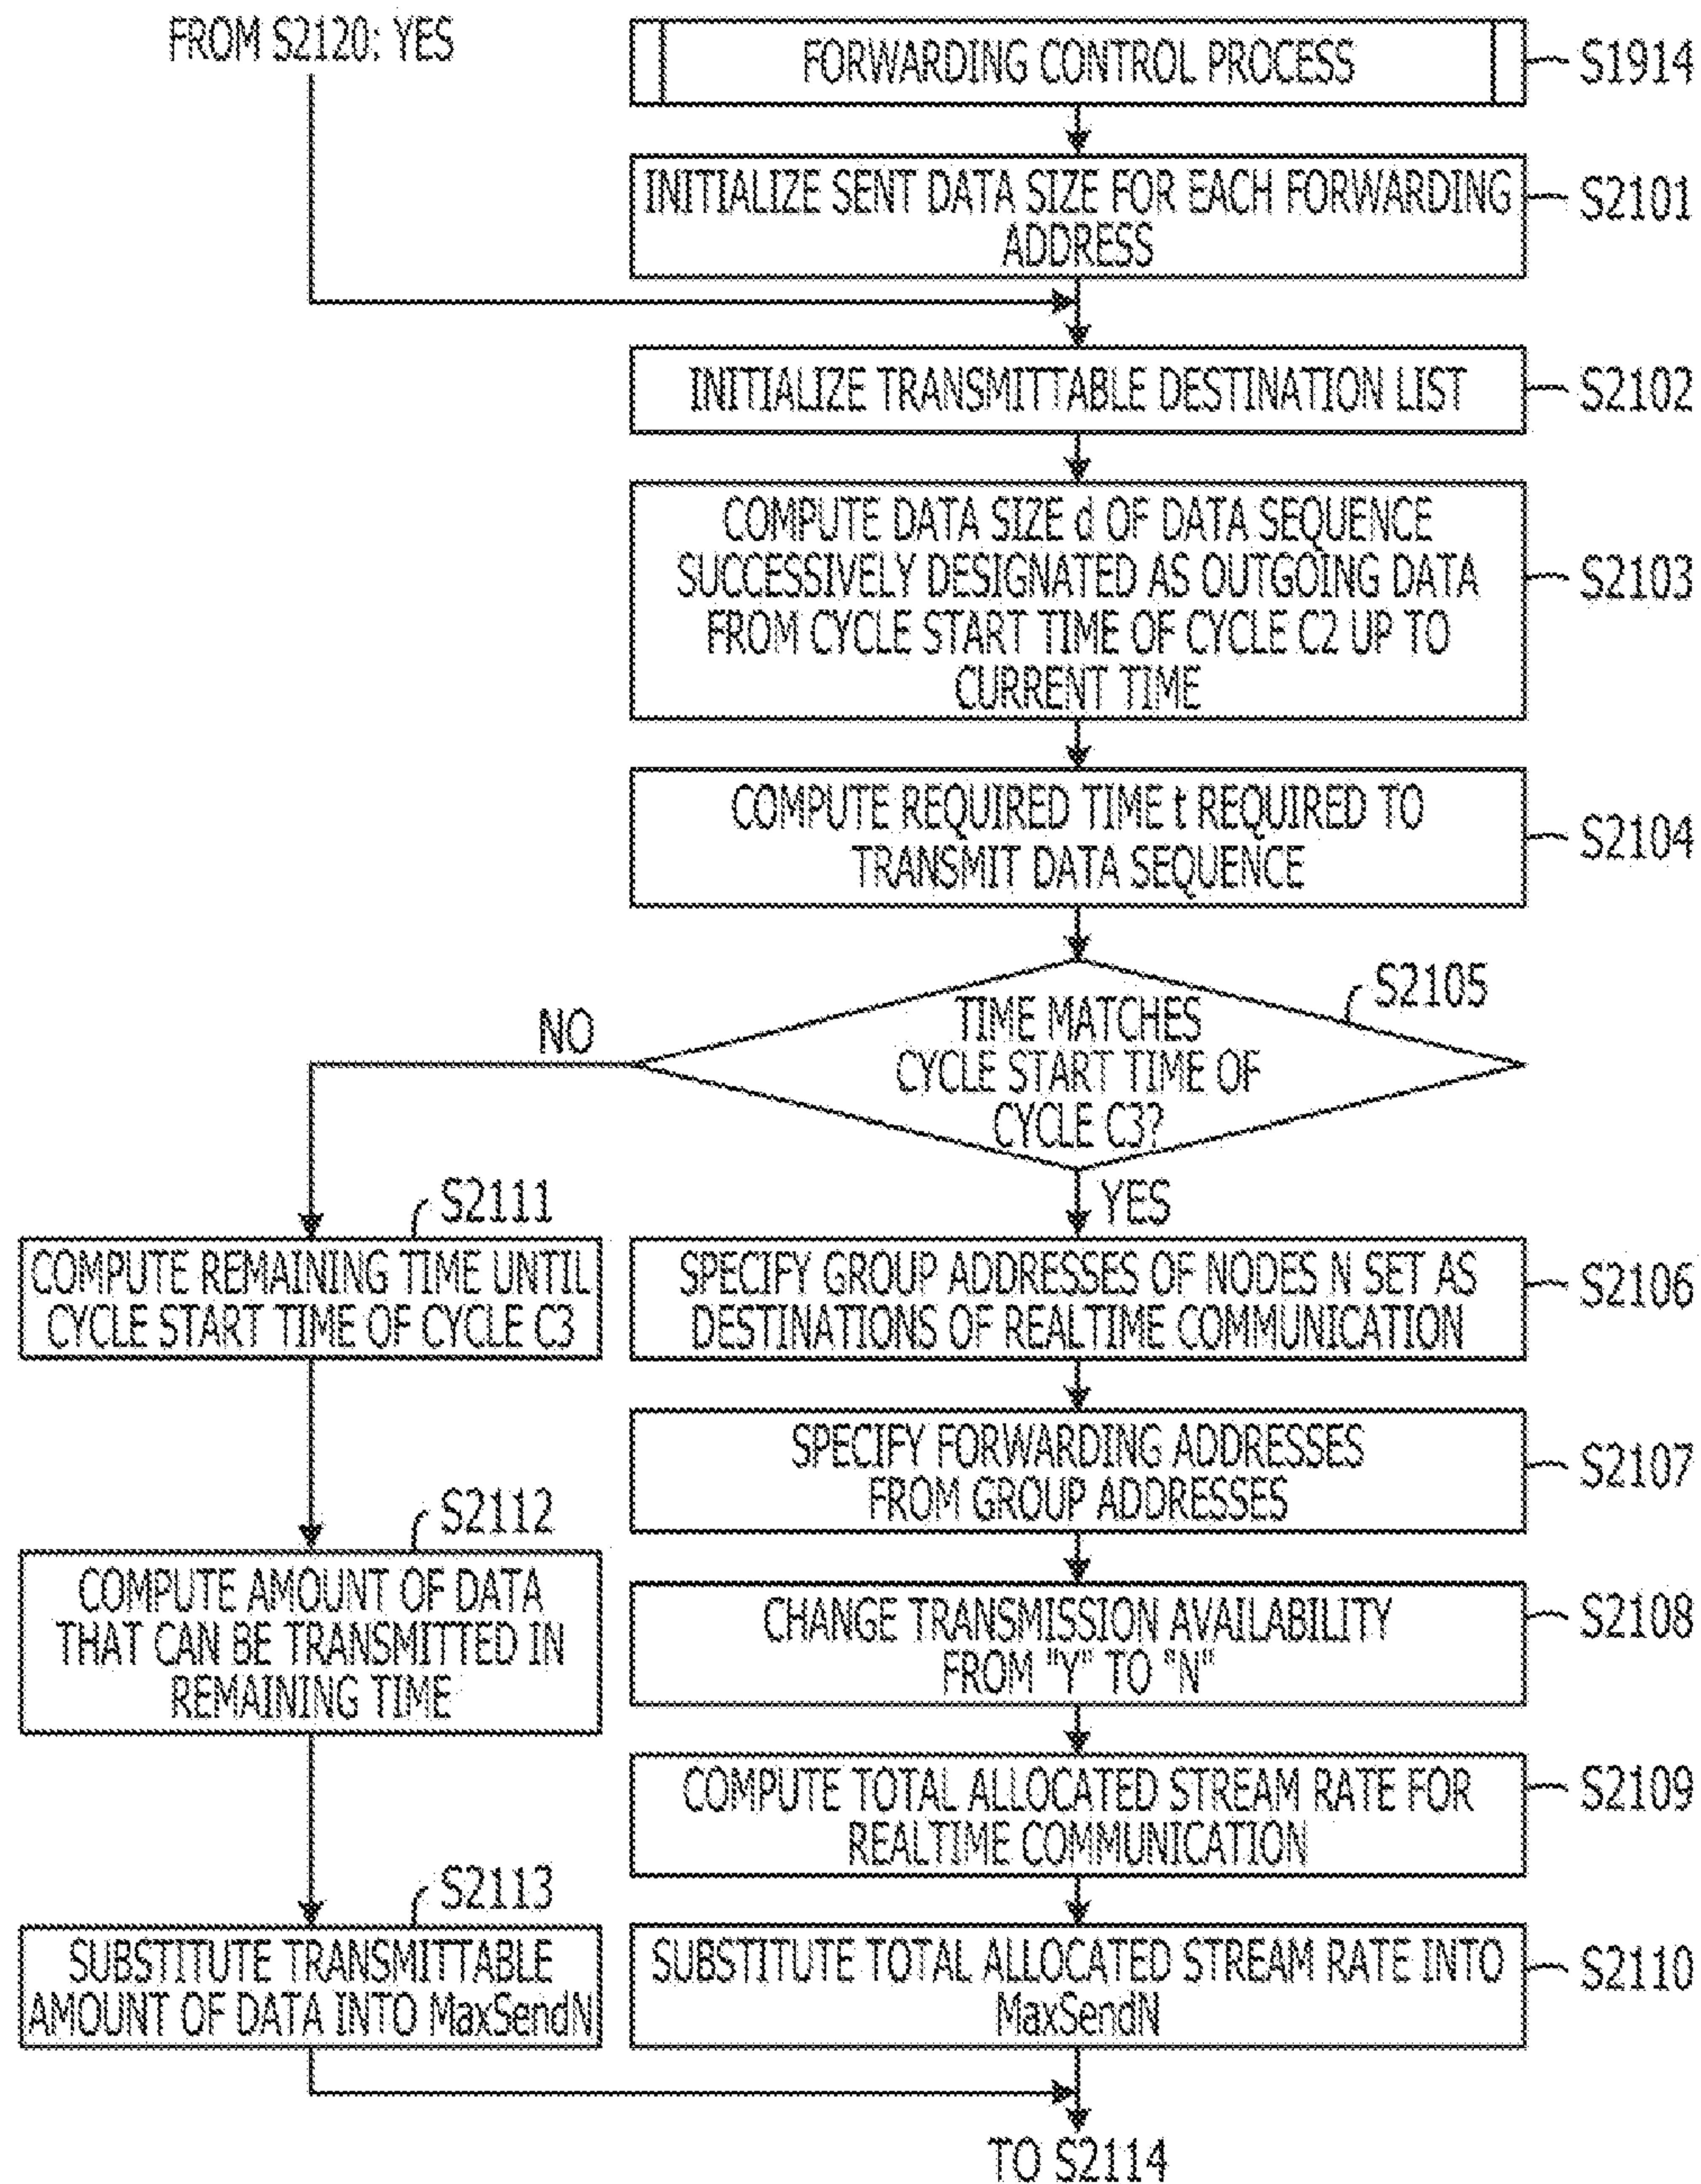 FROM S2120: YES
FORWARDING CONTROL PROCESS
S1914
INITIALIZE SENT DATA SIZE FOR EACH FORWARDING
ADDRESS
S2101
INITIALIZE TRANSMITTABLE DESTINATION LIST
S2102
COMPUTE DATA SIZE d OF DATA SEQUENCE
SUCCESSIVELY DESIGNATED AS OUTGOING DATA
FROM CYCLE START TIME OF CYCLE C2 UP TO
CURRENT TIME
S2103
COMPUTE REQUIRED TIME t REQUIRED TO
TRANSMIT DATA SEQUENCE
S2104
S2105
TIME MATCHES
CYCLE START TIME OF
CYCLE C3?
NO
YES
S2111
COMPUTE REMAINING TIME UNTIL
CYCLE START TIME OF CYCLE C3
SPECIFY GROUP ADDRESSES OF NODES N SET AS
DESTINATIONS OF REALTIME COMMUNICATION
S2106
SPECIFY FORWARDING ADDRESSES
FROM GROUP ADDRESSES
S2107
S2112
COMPUTE AMOUNT OF DATA
THAT CAN BE TRANSMITTED IN
REMAINING TIME
CHANGE TRANSMISSION AVAILABILITY
FROM "Y" TO "N"
S2108
COMPUTE TOTAL ALLOCATED STREAM RATE FOR
REALTIME COMMUNICATION
S2109
S2113
SUBSTITUTE TRANSMITTABLE
AMOUNT OF DATA INTO MaxSendN
SUBSTITUTE TOTAL ALLOCATED STREAM RATE INTO
MaxSendN
S2110
TO S2114